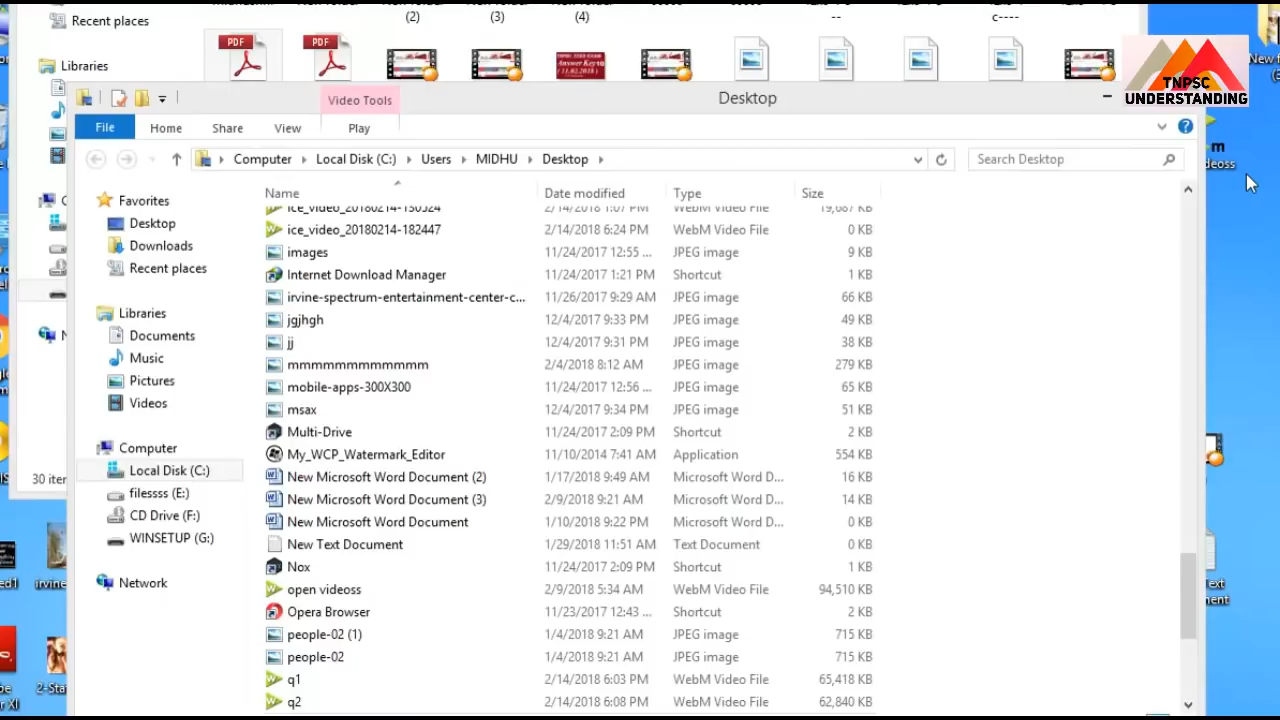 Recent places
(2)
(3)
(4)
--
c----
Libraries
PDF
PDF
Answer Key
TNPSC
UNDERSTANDING
Video Tools
Desktop
File
Home
Share
View
Play
Computer
Local Disk (C:)
Users
MIDHU
Desktop
Search Desktop
Favorites
Desktop
Downloads
Recent places
Libraries
Documents
Music
Pictures
Videos
Computer
Local Disk (C:)
filessss (E:)
CD Drive (F:)
WINSETUP (G:)
Network
30 iter
Name Date modified Type Size
ice_video_20180214-182447 2/14/2018 6:24 PM WebM Video File 0 KB
images 11/24/2017 12:55 ... JPEG image 9 KB
Internet Download Manager 11/24/2017 1:21 PM Shortcut 1 KB
irvine-spectrum-entertainment-center-c... 11/26/2017 9:29 AM JPEG image 66 KB
jgjhgh 12/4/2017 9:33 PM JPEG image 49 KB
jj 12/4/2017 9:31 PM JPEG image 38 KB
mmmmmmmmmmmm 2/4/2018 8:12 AM JPEG image 279 KB
mobile-apps-300X300 11/24/2017 12:56 ... JPEG image 65 KB
msax 12/4/2017 9:34 PM JPEG image 51 KB
Multi-Drive 11/24/2017 2:09 PM Shortcut 2 KB
My_WCP_Watermark_Editor 11/10/2014 7:41 AM Application 554 KB
New Microsoft Word Document (2) 1/17/2018 9:49 AM Microsoft Word D... 16 KB
New Microsoft Word Document (3) 2/9/2018 9:21 AM Microsoft Word D... 14 KB
New Microsoft Word Document 1/10/2018 9:22 PM Microsoft Word D... 0 KB
New Text Document 1/29/2018 11:51 AM Text Document 0 KB
Nox 11/24/2017 2:09 PM Shortcut 1 KB
open videoss 2/9/2018 5:34 AM WebM Video File 94,510 KB
Opera Browser 11/23/2017 12:43 ... Shortcut 2 KB
people-02 (1) 1/4/2018 9:21 AM JPEG image 715 KB
people-02 1/4/2018 9:21 AM JPEG image 715 KB
q1 2/14/2018 6:03 PM WebM Video File 65,418 KB
q2 2/14/2018 6:08 PM WebM Video File 62,840 KB